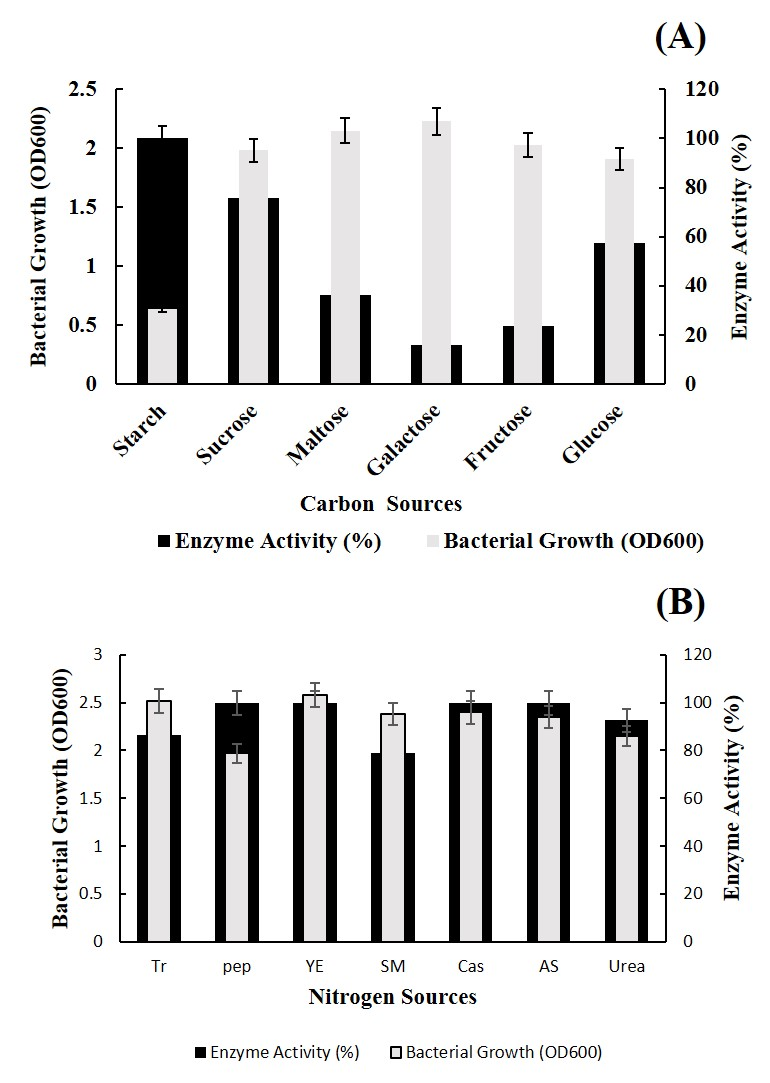 (A)
Bacterial Growth (OD600)
2.5
2
1.5
1
0.5
0
120
100
80
60
40
20
0
Enzyme Activity (%)
Starch
Sucrose
Maltose
Galactose
Fructose
Glucose
Carbon Sources
Enzyme Activity (%)
Bacterial Growth (OD600)
(B)
Bacterial Growth (OD600)
3
2.5
2
1.5
1
0.5
0
120
100
80
60
40
20
0
Enzyme Activity (%)
Tr pep YE SM Cas AS Urea
Nitrogen Sources
Enzyme Activity (%) Bacterial Growth (OD600)